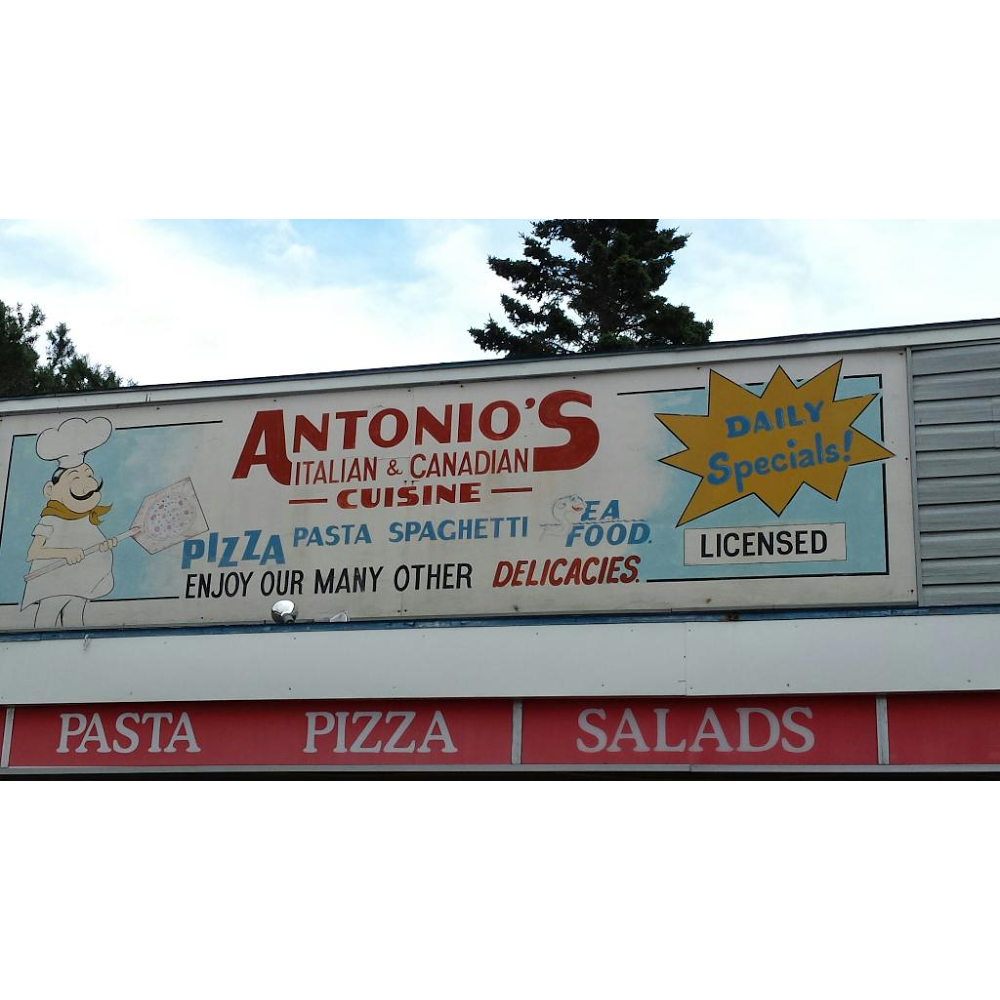 ANTONIO'S
ITALIAN & CANADIAN
CUISINE
PIZZA PASTA SPAGHETTI EA
FOOD.
ENJOY OUR MANY OTHER DELICACIES.
DAILY
Specials!
LICENSED
PASTA PIZZA SALADS